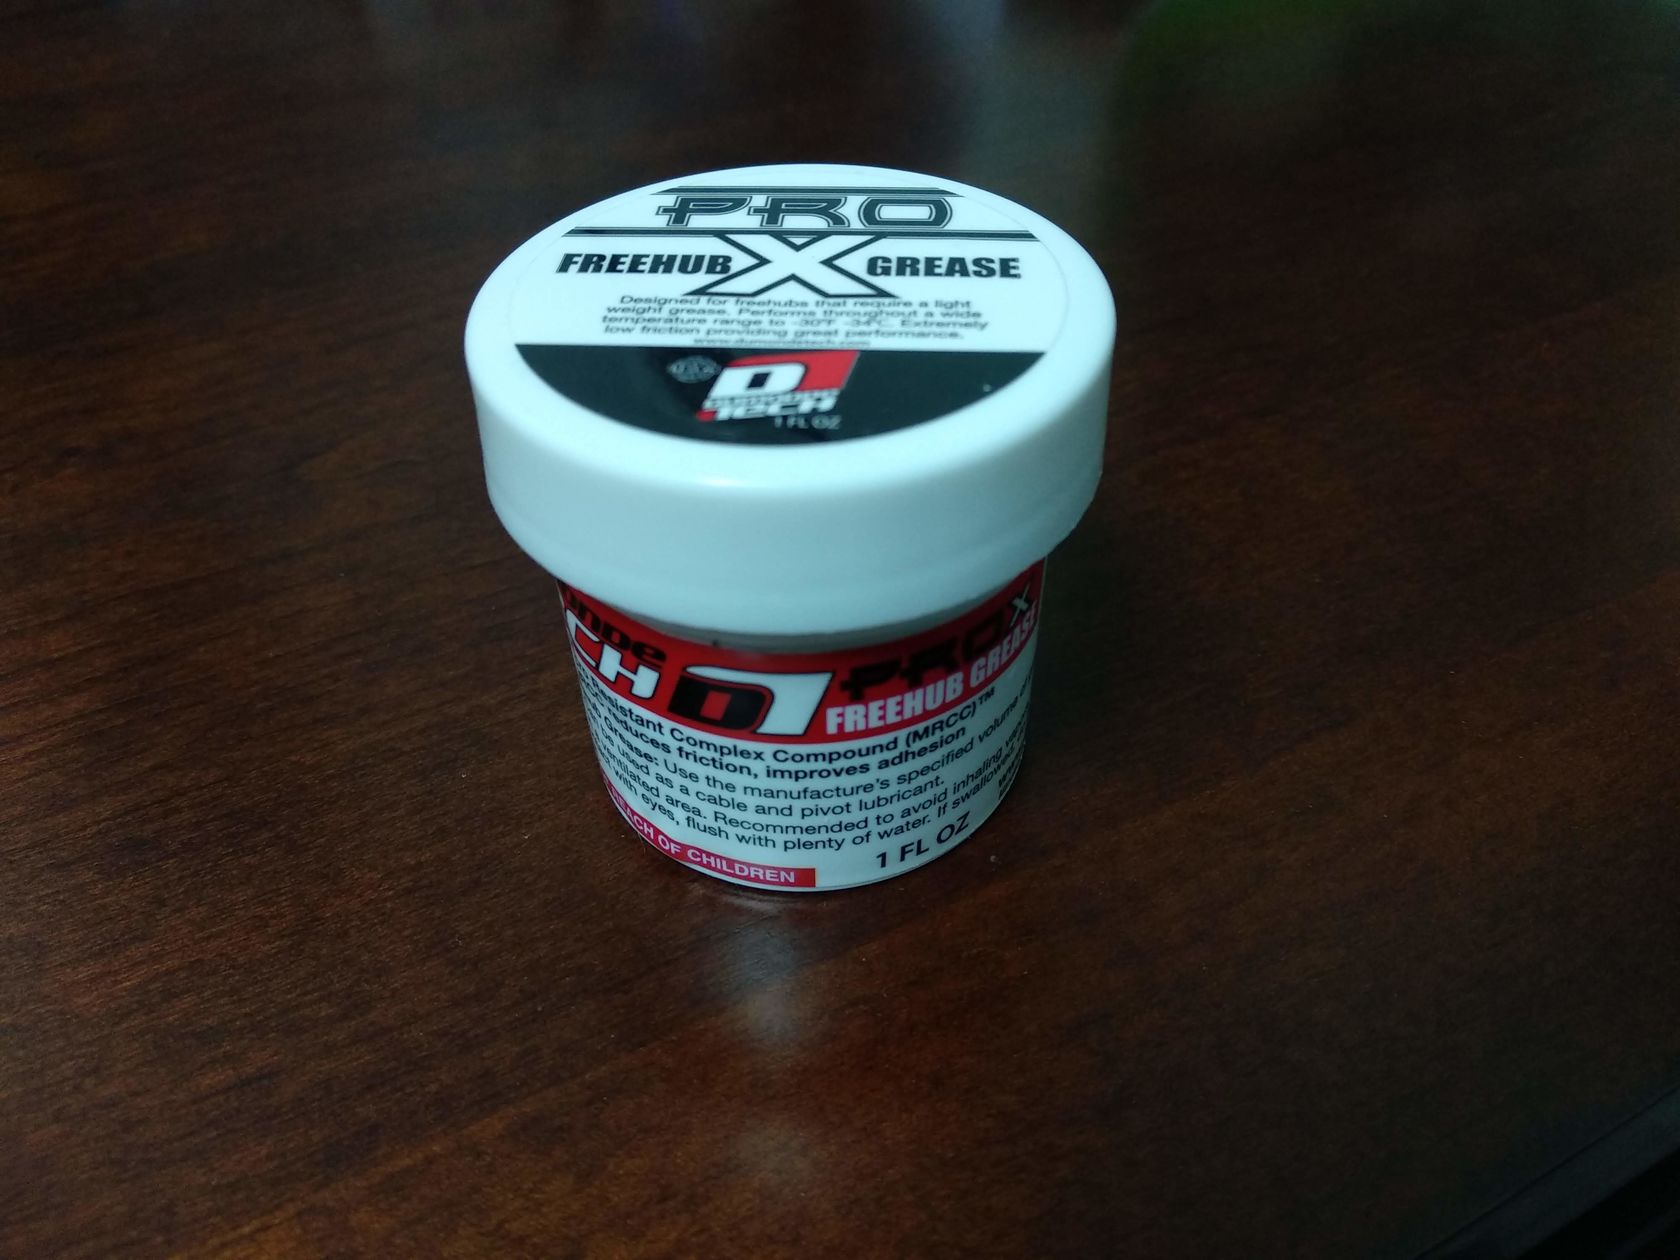 PRO
X
FREEHUB GREASE
Designed for freehubs that require a light
weight grease. Performs throughout a wide
temperature range to -30°F -34°C. Extremely
low friction providing great performance.
www.dumondetech.com
D
TECH
1 FL OZ
D
PRO X
FREEHUB GREASE
Resistant Complex Compound (MRCC)™
reduces friction, improves adhesion
Grease: Use the manufacture's specified volume
be used as a cable and pivot lubricant.
ventilated area. Recommended to avoid inhaling
with eyes, flush with plenty of water. If swallowed,
REACH OF CHILDREN
1 FL OZ